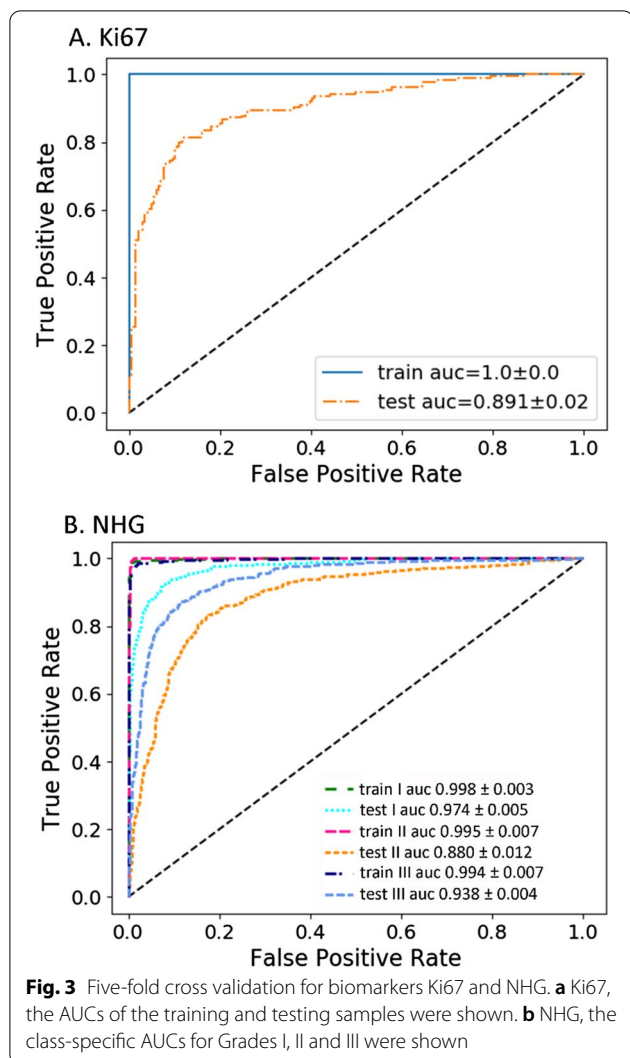 A. Ki67
1.0
0.8
0.6
0.4
0.2
0.0
True Positive Rate
train auc=1.0±0.0
test auc=0.891±0.02
0.0 0.2 0.4 0.6 0.8 1.0
False Positive Rate
B. NHG
1.0
0.8
0.6
0.4
0.2
0.0
True Positive Rate
train I auc 0.998 ± 0.003
test I auc 0.974 ± 0.005
train II auc 0.995 ± 0.007
test II auc 0.880 ± 0.012
train III auc 0.994 ± 0.007
test III auc 0.938 ± 0.004
0.0 0.2 0.4 0.6 0.8 1.0
False Positive Rate
Fig. 3 Five-fold cross validation for biomarkers Ki67 and NHG. a Ki67,
the AUCs of the training and testing samples were shown. b NHG, the
class-specific AUCs for Grades I, II and III were shown